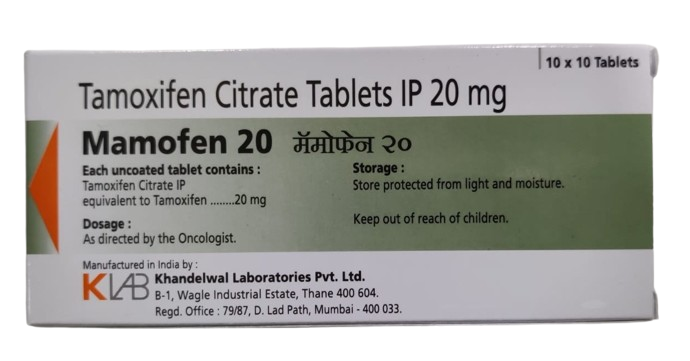 10 x 10 Tablets
Tamoxifen Citrate Tablets IP 20 mg
Mamofen 20 मॅमोफेन २०
Each uncoated tablet contains :
Tamoxifen Citrate IP
equivalent to Tamoxifen ........20 mg
Dosage :
As directed by the Oncologist.
Storage :
Store protected from light and moisture.
Keep out of reach of children.
Manufactured in India by :
KLAB Khandelwal Laboratories Pvt. Ltd.
B-1, Wagle Industrial Estate, Thane 400 604.
Regd. Office : 79/87, D. Lad Path, Mumbai - 400 033.